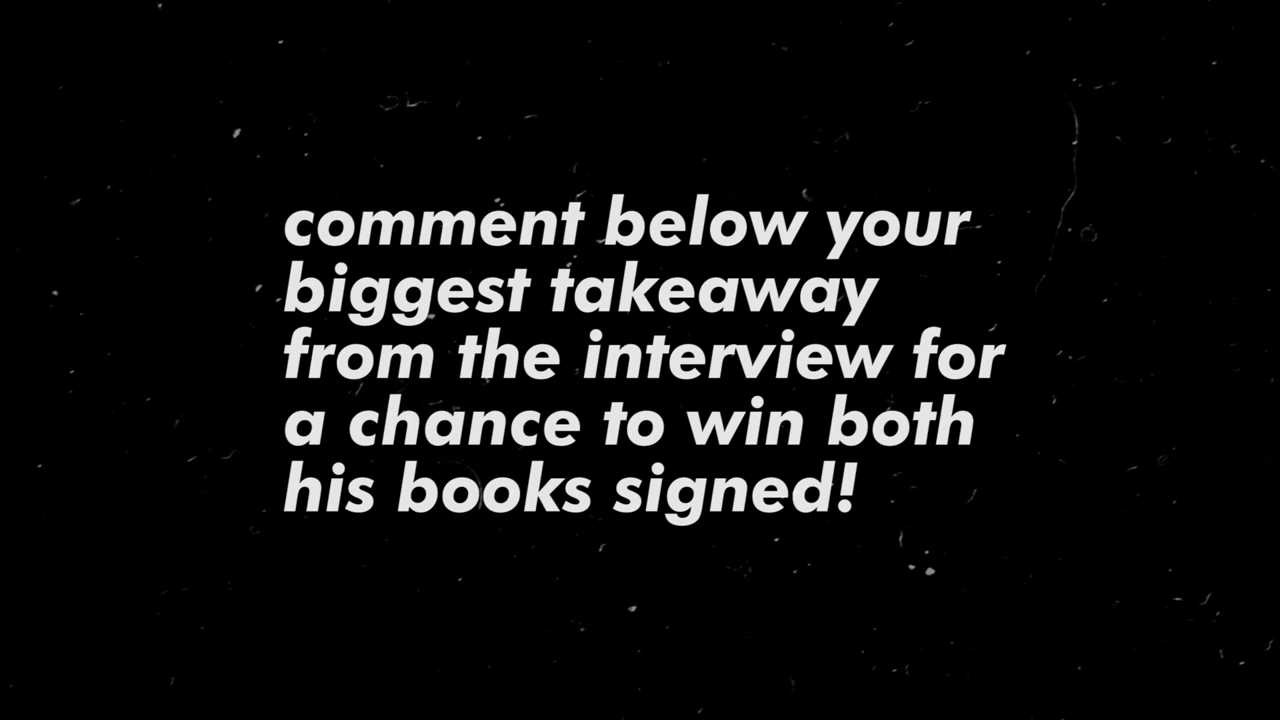 comment below your
biggest takeaway
from the interview for
a chance to win both
his books signed!